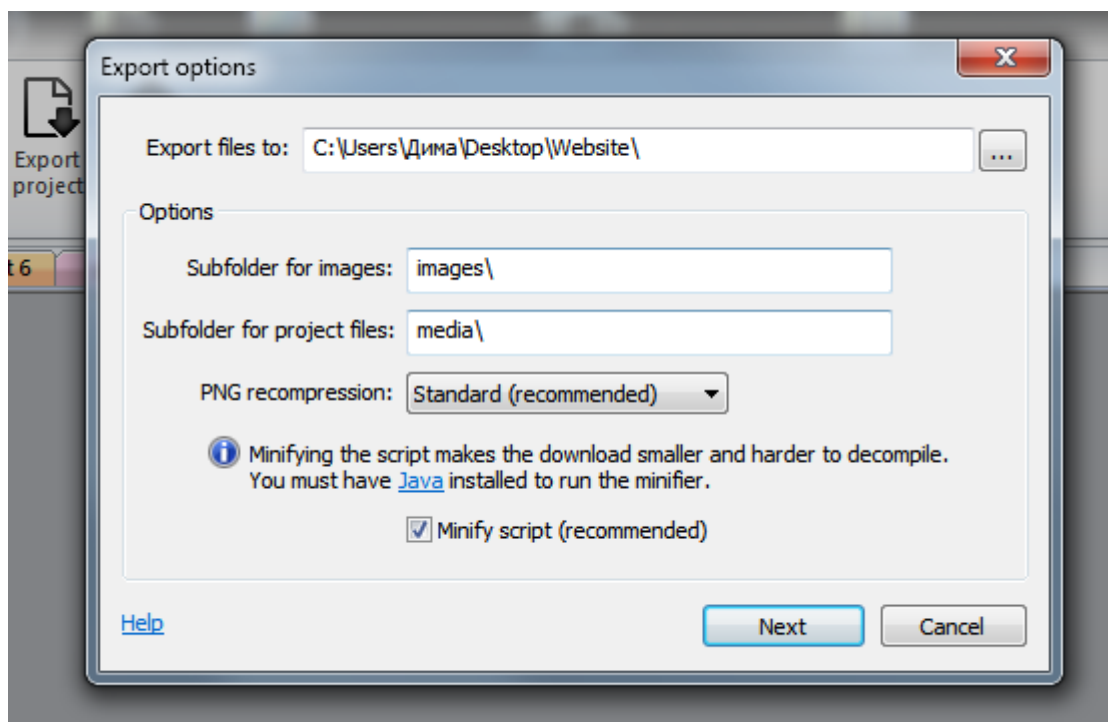 Export options
Export
project
Export files to: C:\Users\Дима\Desktop\Website\ ...
Options
t 6
Subfolder for images: images\
Subfolder for project files: media\
PNG recompression: Standard (recommended)
Minifying the script makes the download smaller and harder to decompile.
You must have Java installed to run the minifier.
Minify script (recommended)
Help
Next Cancel